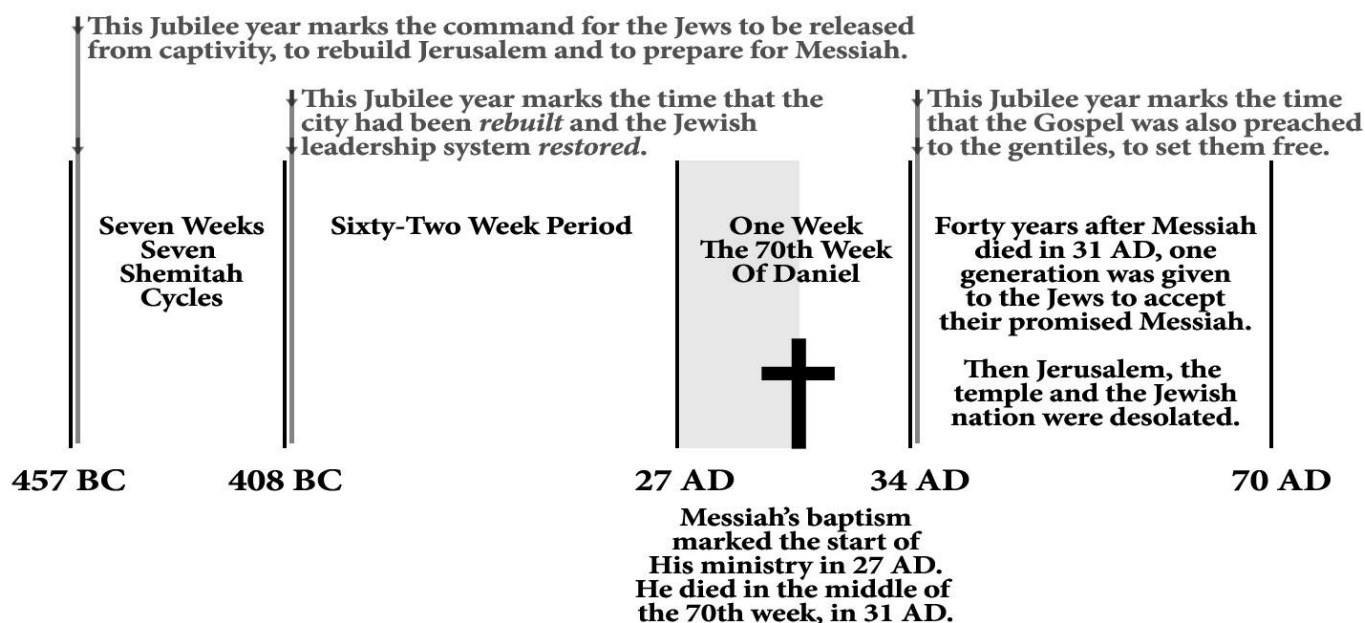 This Jubilee year marks the command for the Jews to be released
from captivity, to rebuild Jerusalem and to prepare for Messiah.
This Jubilee year marks the time that the
city had been rebuilt and the Jewish
leadership system restored.
This Jubilee year marks the time
that the Gospel was also preached
to the gentiles, to set them free.
Seven Weeks
Seven
Shemitah
Cycles
Sixty-Two Week Period
One Week
The 70th Week
Of Daniel
Forty years after Messiah
died in 31 AD, one
generation was given
to the Jews to accept
their promised Messiah.
Then Jerusalem, the
temple and the Jewish
nation were desolated.
457 BC
408 BC
27 AD
34 AD
70 AD
Messiah's baptism
marked the start of
His ministry in 27 AD.
He died in the middle of
the 70th week, in 31 AD.